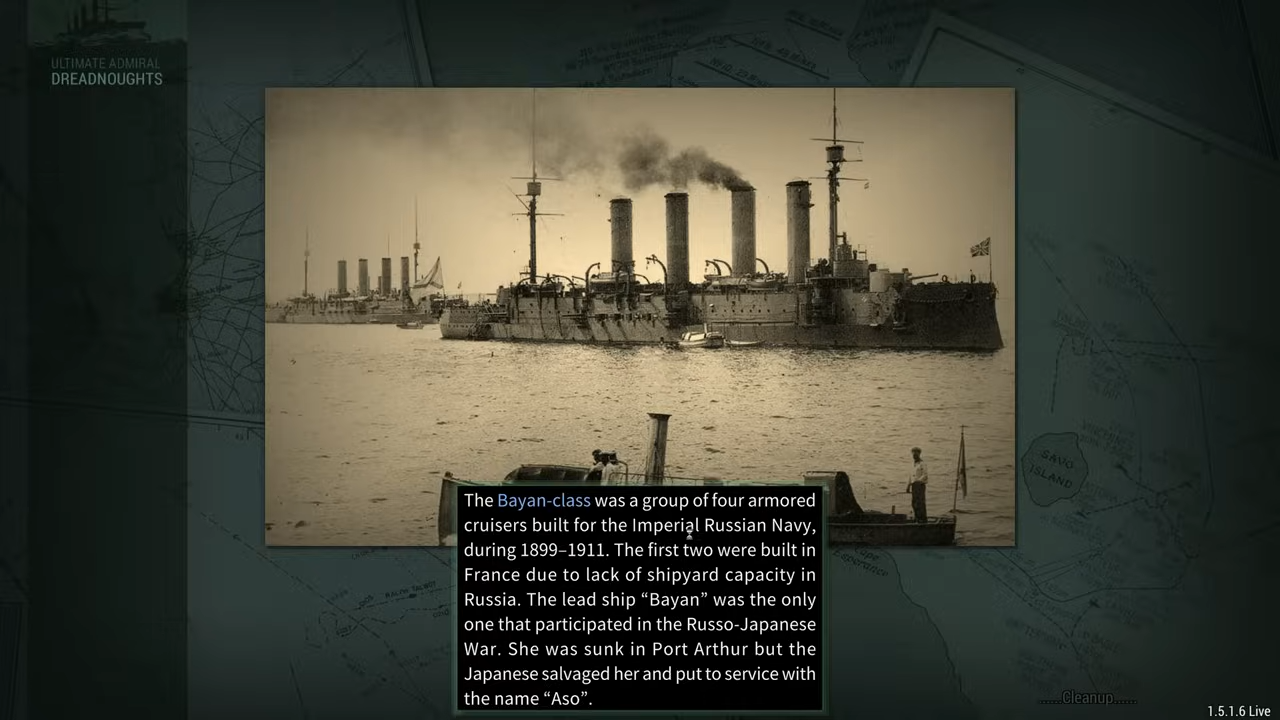 ULTIMATE ADMIRAL
DREADNOUGHTS
The Bayan-class was a group of four armored
cruisers built for the Imperial Russian Navy,
during 1899–1911. The first two were built in
France due to lack of shipyard capacity in
Russia. The lead ship “Bayan” was the only
one that participated in the Russo-Japanese
War. She was sunk in Port Arthur but the
Japanese salvaged her and put to service with
the name “Aso”.
SAVO
ISLAND
......Cleanup......
1.5.1.6 Live